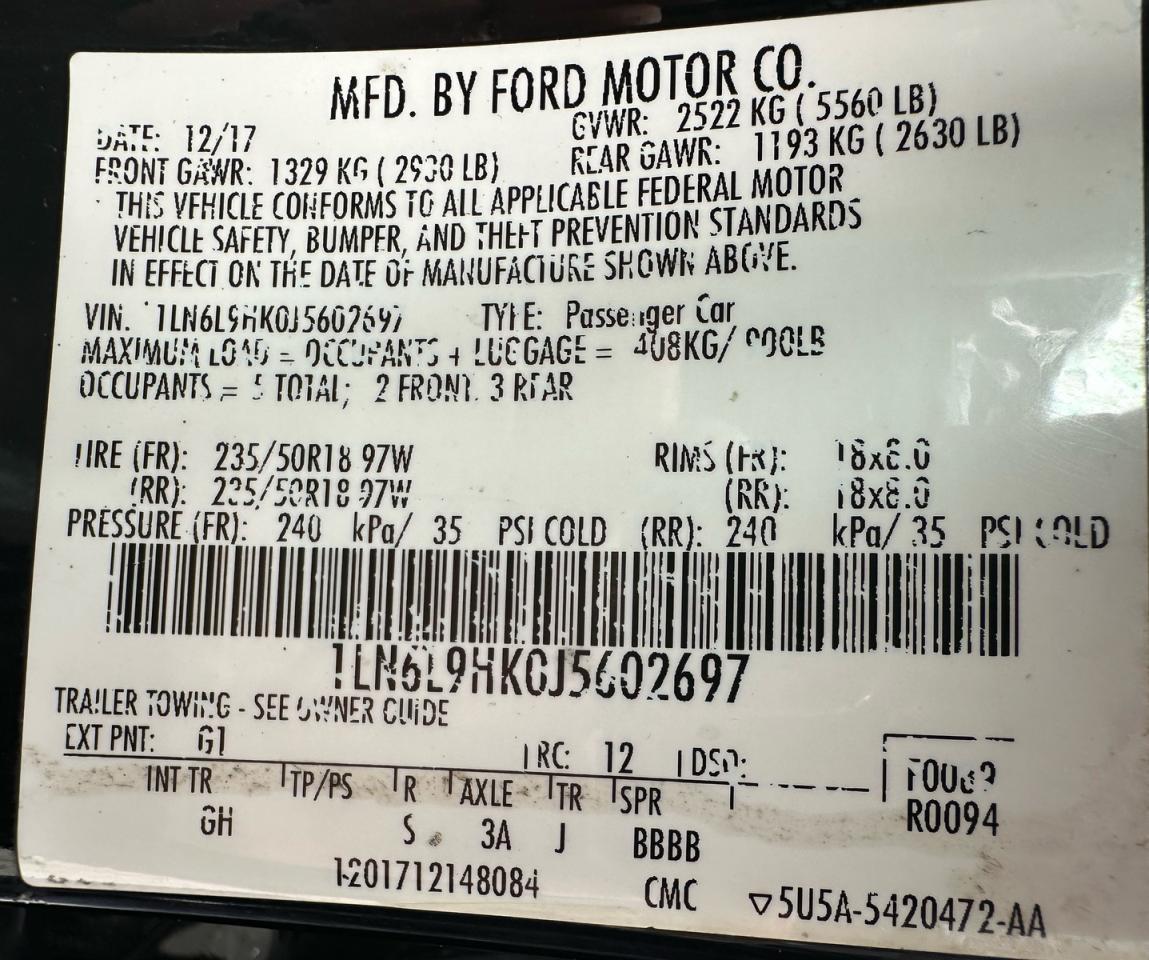 MFD. BY FORD MOTOR CO.
DATE: 12/17 GVWR: 2522 KG ( 5560 LB)
FRONT GAWR: 1329 KG ( 2930 LB) REAR GAWR: 1193 KG ( 2630 LB)
THIS VEHICLE CONFORMS TO ALL APPLICABLE FEDERAL MOTOR
VEHICLE SAFETY, BUMPER, AND THEFT PREVENTION STANDARDS
IN EFFECT ON THE DATE OF MANUFACTURE SHOWN ABOVE.
VIN: 1LN6L9HK0J5602697 TYPE: Passenger Car
MAXIMUM LOAD = OCCUPANTS + LUGGAGE = 408KG/ 900LB
OCCUPANTS = 5 TOTAL; 2 FRONT, 3 REAR
TIRE (FR): 235/50R18 97W RIMS (FR): 18x8.0
(RR): 235/50R18 97W (RR): 18x8.0
PRESSURE (FR): 240 kPa/ 35 PSI COLD (RR): 240 kPa/ 35 PSI COLD
1LN6L9HK0J5602697
TRAILER TOWING - SEE OWNER GUIDE
EXT PNT: G1 RC: 12 DSO:
INT TR TP/PS R AXLE TR SPR R0094
GH S 3A J BBBB
1201712148084 CMC ▽5U5A-5420472-AA